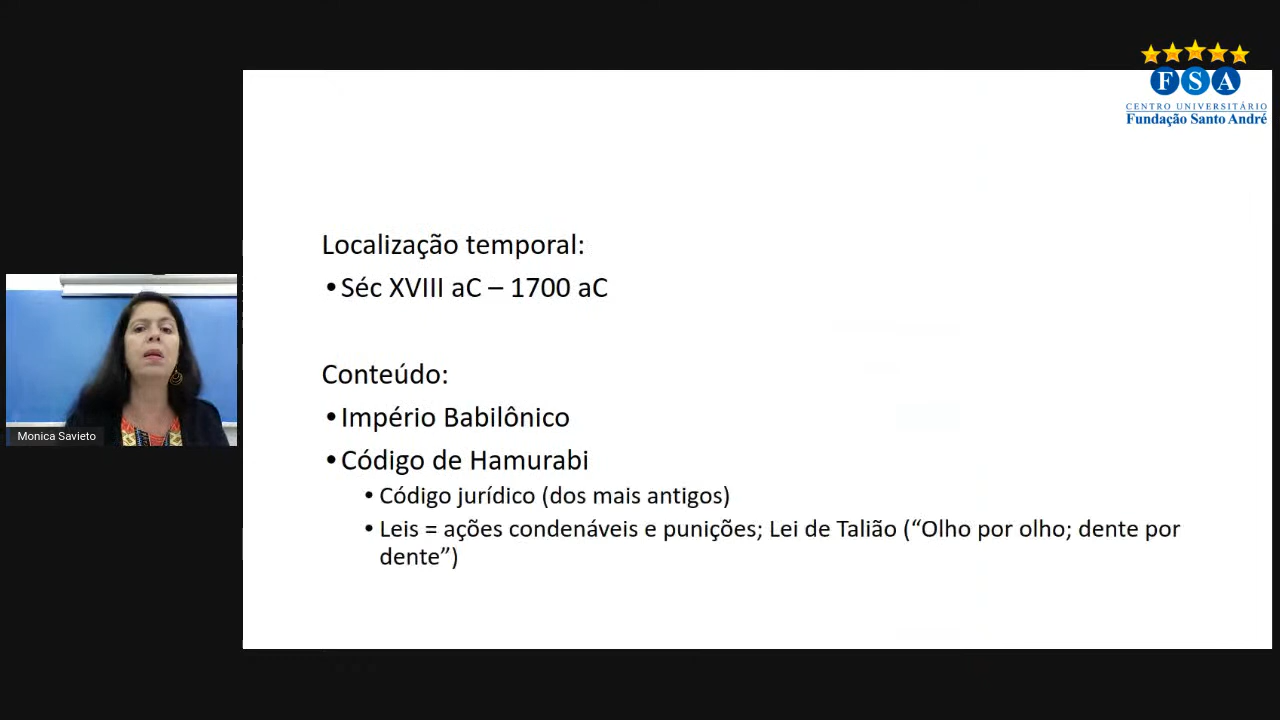 FSA
CENTRO UNIVERSITÁRIO
Fundação Santo André
Localização temporal:
• Séc XVIII aC – 1700 aC
Conteúdo:
• Império Babilônico
• Código de Hamurabi
• Código jurídico (dos mais antigos)
• Leis = ações condenáveis e punições; Lei de Talião (“Olho por olho; dente por
dente”)
Monica Savieto